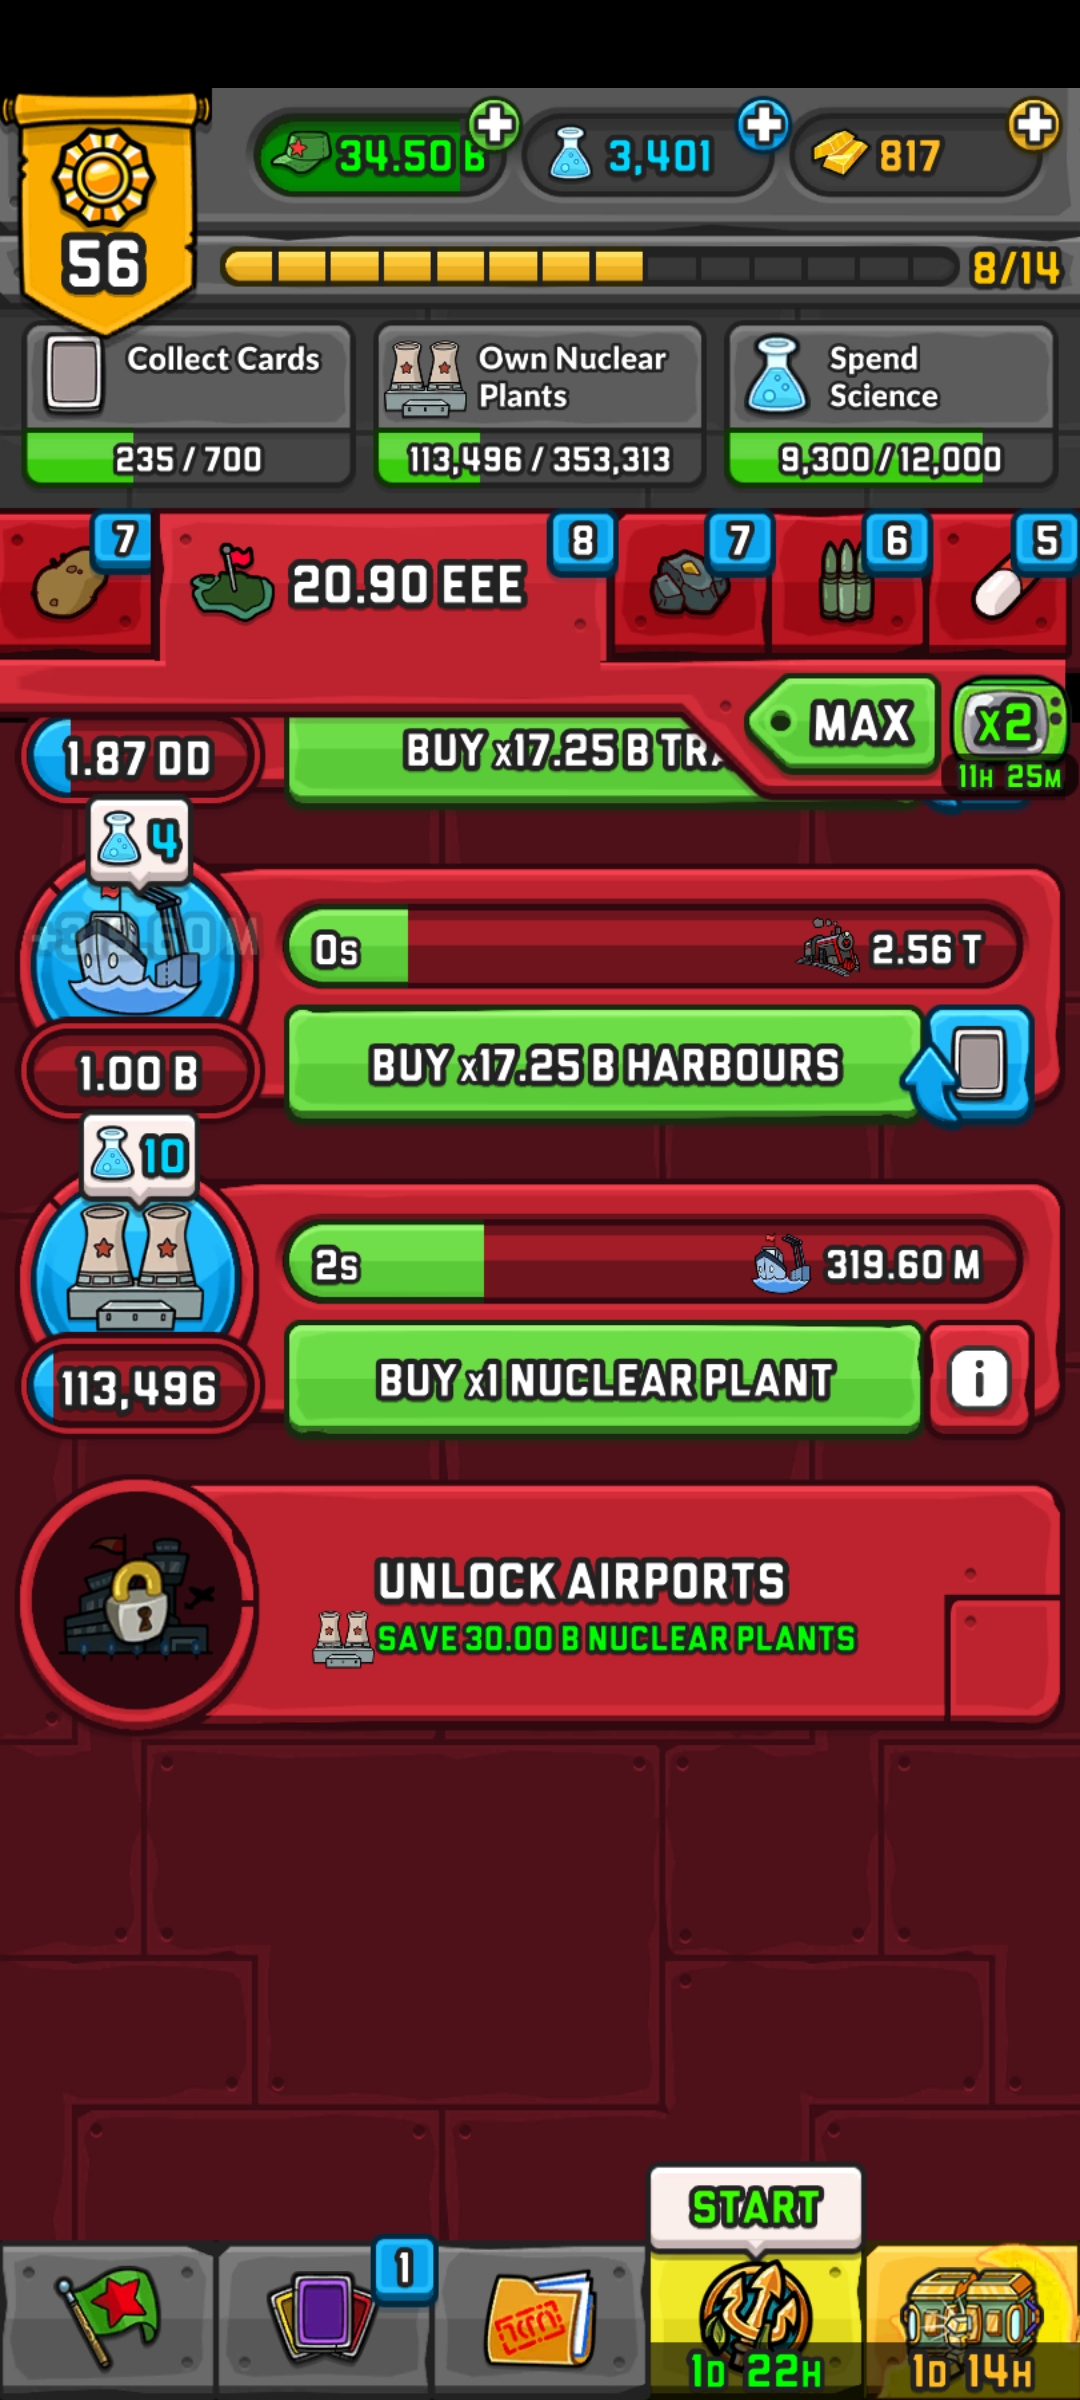 34.50 B
3,401
817
56
8/14
Collect Cards
235 / 700
Own Nuclear
Plants
113,496 / 353,313
Spend
Science
9,300 / 12,000
7
20.90 EEE
8
7
6
5
MAX
x2
11H 25M
1.87 DD
BUY x17.25 B TRA
4
0s
2.56 T
1.00 B
BUY x17.25 B HARBOURS
10
2s
319.60 M
113,496
BUY x1 NUCLEAR PLANT
i
UNLOCK AIRPORTS
SAVE 30.00 B NUCLEAR PLANTS
START
1
1D 22H
1D 14H